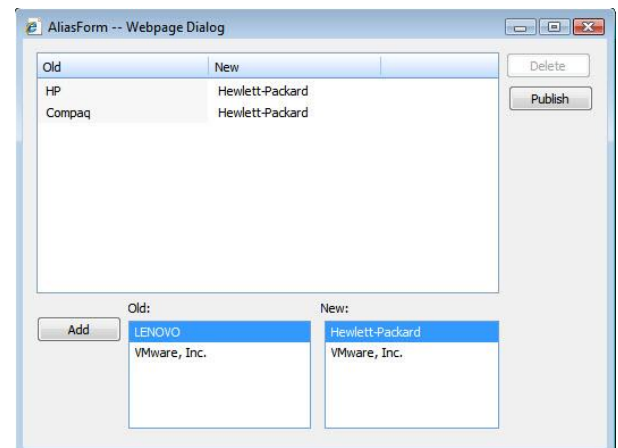 AliasForm -- Webpage Dialog
Old New
Delete
HP Hewlett-Packard
Publish
Compaq Hewlett-Packard
Old: New:
Add
LENOVO Hewlett-Packard
VMware, Inc. VMware, Inc.